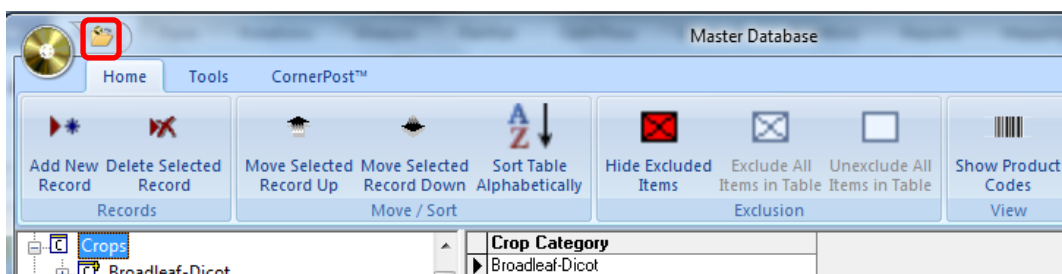 Master Database
Home Tools CornerPost™
Add New Delete Selected Move Selected Move Selected Sort Table Hide Excluded Exclude All Unexclude All Show Product
Record Record Record Up Record Down Alphabetically Items Items in Table Items in Table Codes
Records Move / Sort Exclusion View
Crops Crop Category
Broadleaf-Dicot Broadleaf-Dicot